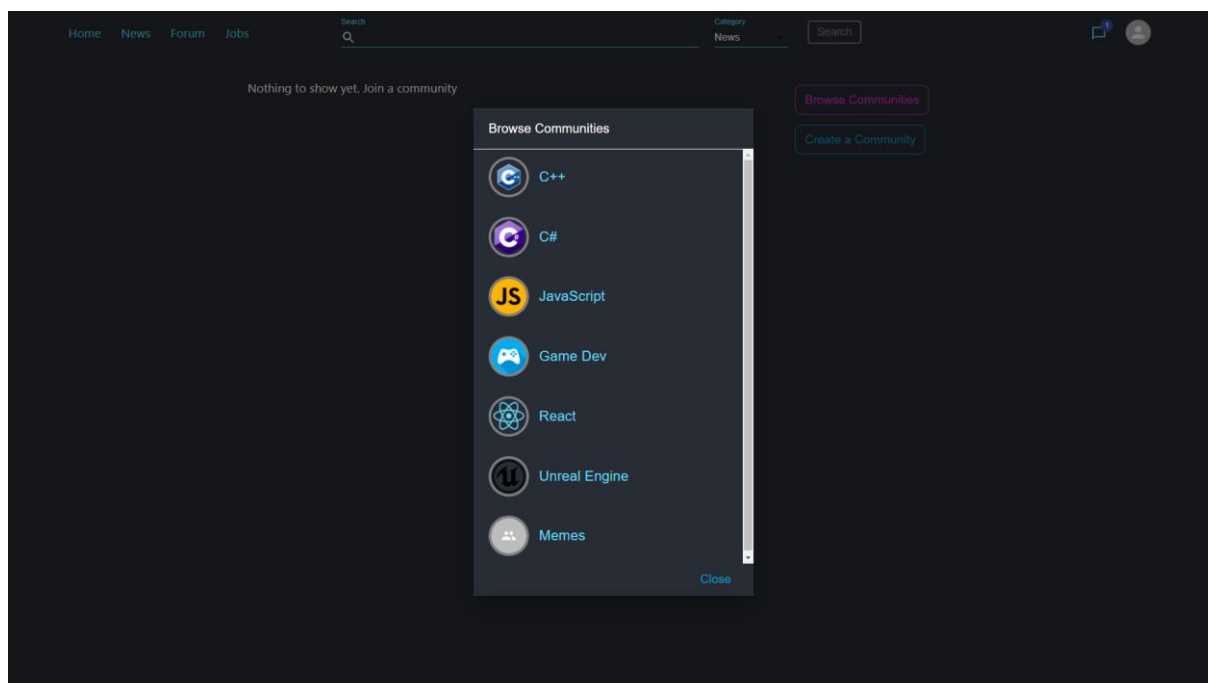 Home News Forum Jobs
Search
Category
News
Search
1
Nothing to show yet. Join a community
Browse Communities
Create a Community
Browse Communities
C++
C#
JS JavaScript
Game Dev
React
Unreal Engine
Memes
Close